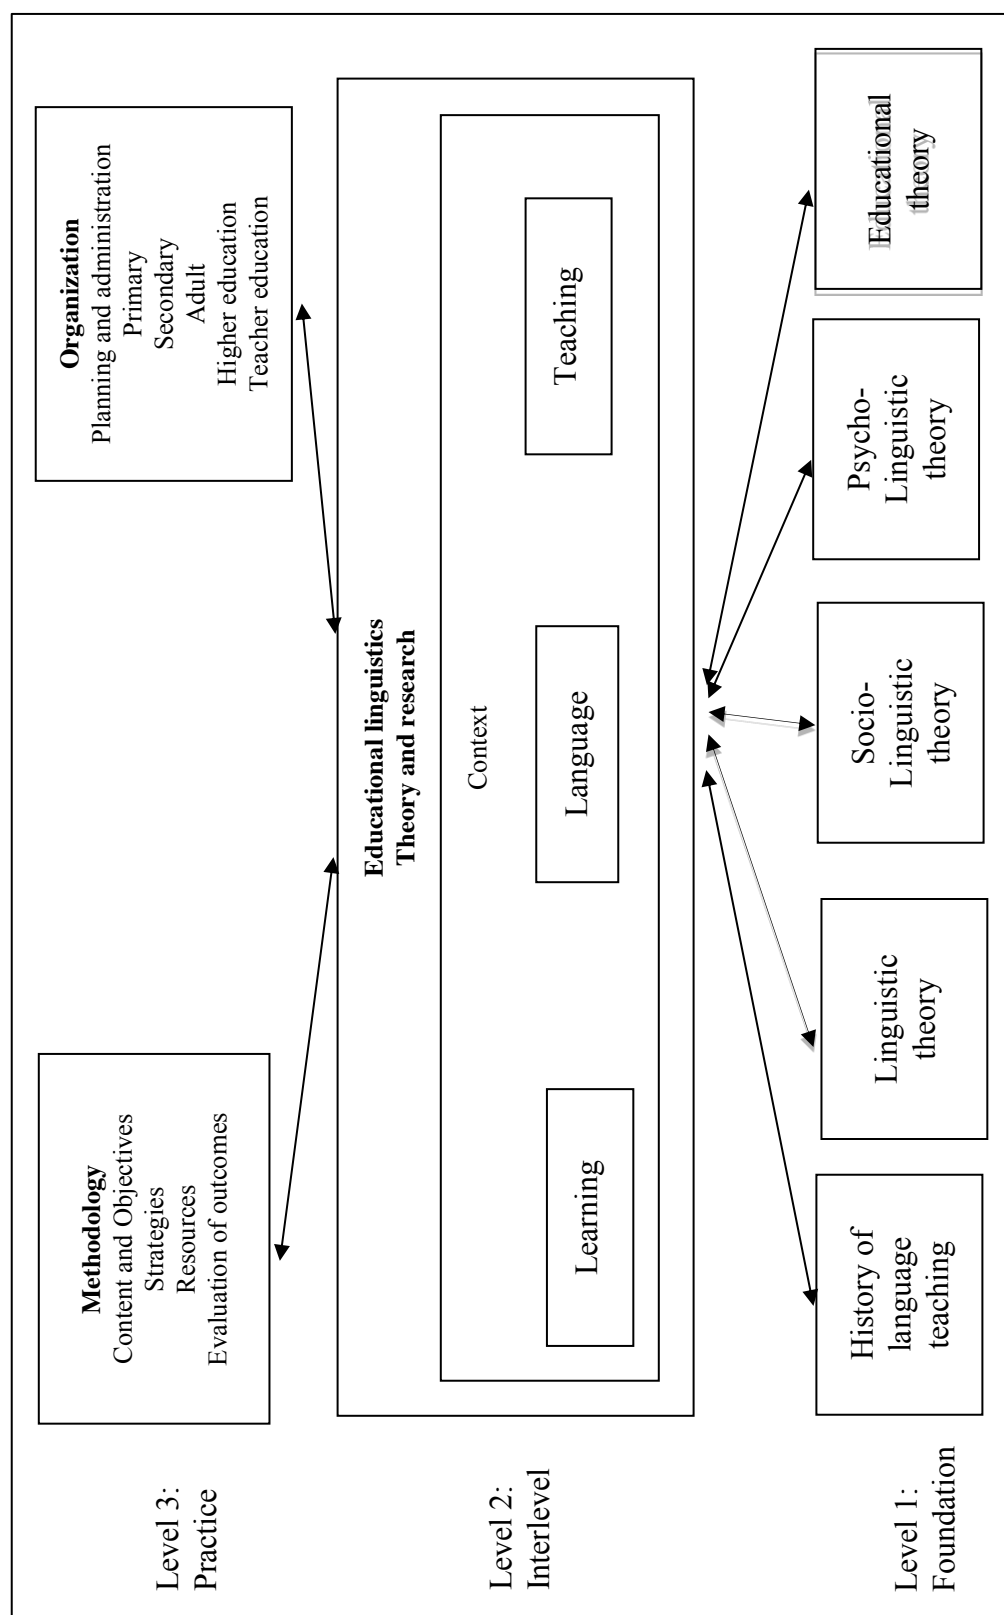 Level 3:
Practice
Methodology
Content and Objectives
Strategies
Resources
Evaluation of outcomes
Organization
Planning and administration
Primary
Secondary
Adult
Higher education
Teacher education
Level 2:
Interlevel
Educational linguistics
Theory and research
Context
Learning
Language
Teaching
Level 1:
Foundation
History of
language
teaching
Linguistic
theory
Socio-
Linguistic
theory
Psycho-
Linguistic
theory
Educational
theory